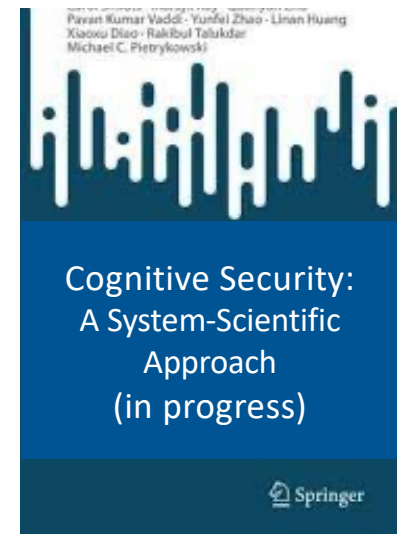 Pavan Kumar Vaddi · Yunfei Zhao · Linan Huang
Xiaoxu Diao · Rakibul Talukdar
Michael C. Pietrykowski
Cognitive Security:
A System-Scientific
Approach
(in progress)
Springer